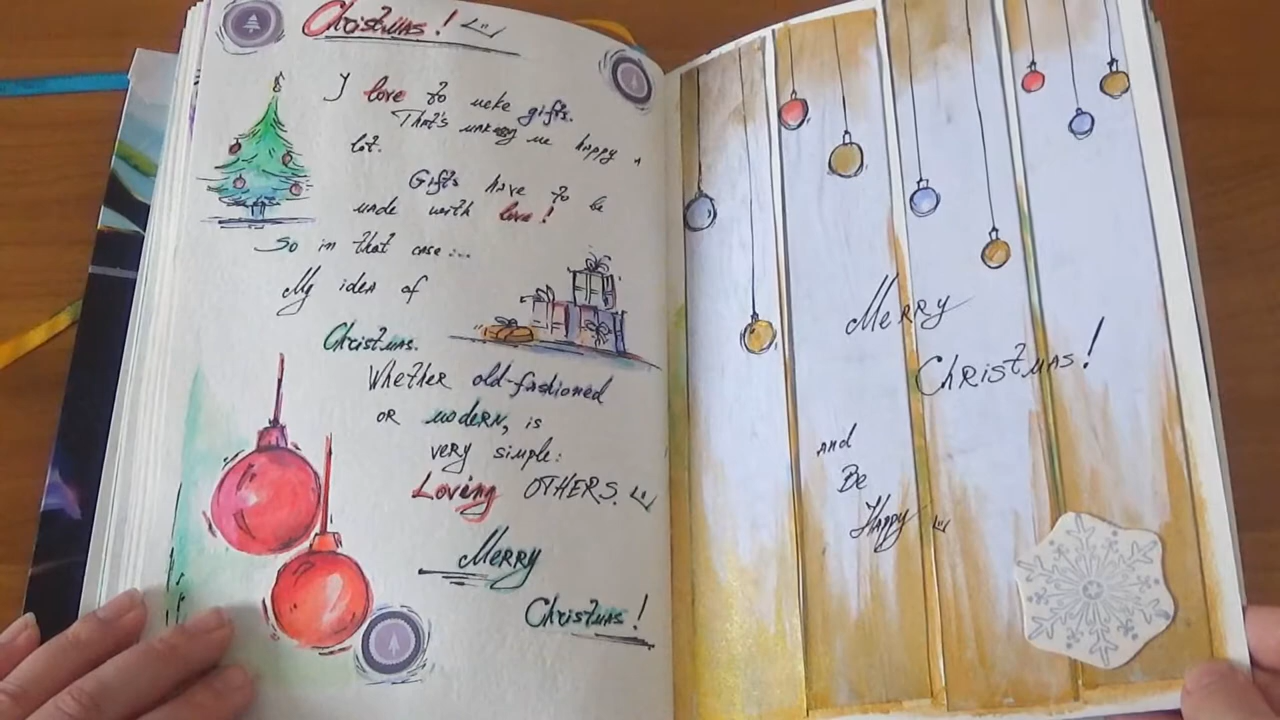 Christmas!
I love to make gifts.
That's making me happy a
lot.
Gifts have to be
made with love!
So in that case...
My idea of
Christmas.
Whether old-fashioned
OR modern, is
very simple:
Loving OTHERS.
Merry
Christmas!
Merry
Christmas!
and
Be
Happy